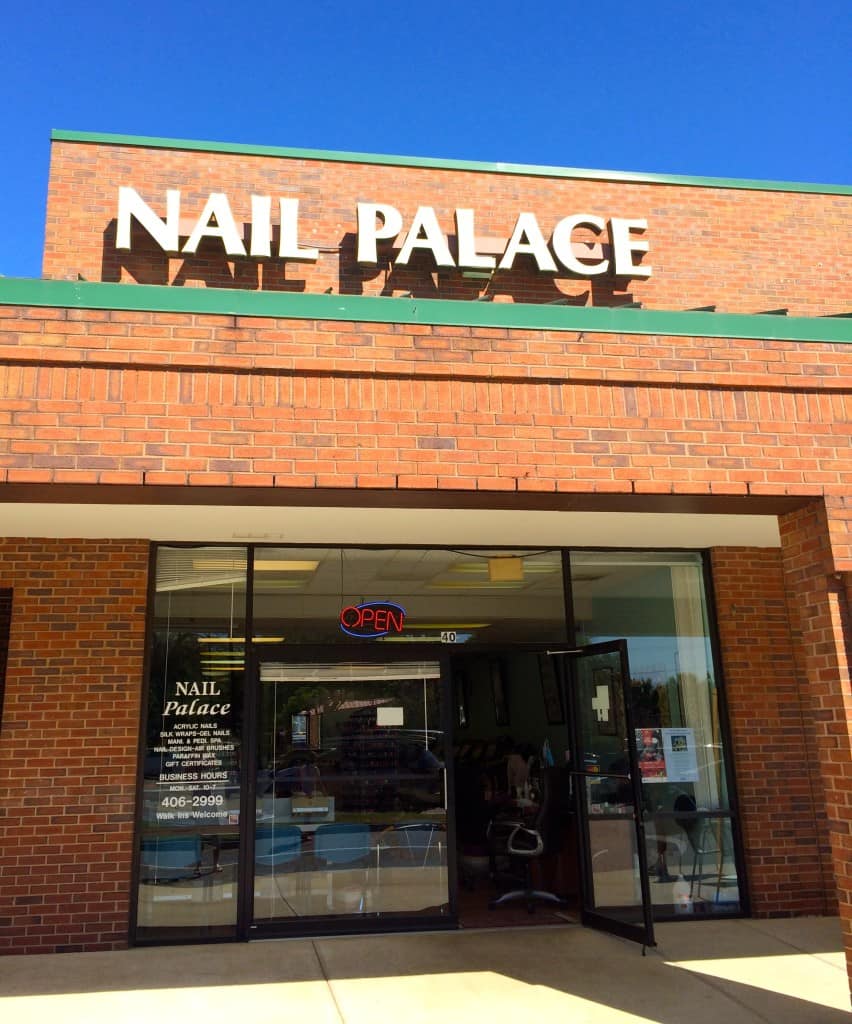 NAIL PALACE
OPEN
40
NAIL
Palace
ACRYLIC NAILS
SILK WRAPS-GEL NAILS
MANI. & PEDI. SPA
NAIL DESIGN-AIR BRUSHES
PARAFFIN WAX
GIFT CERTIFICATES
BUSINESS HOURS
MON.-SAT. 10-7
406-2999
Walk Ins Welcome